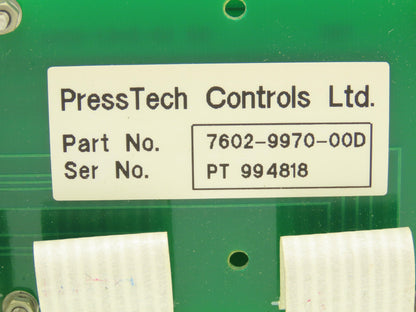 PressTech Controls Ltd.
Part No. 7602-9970-00D
Ser No. PT 994818